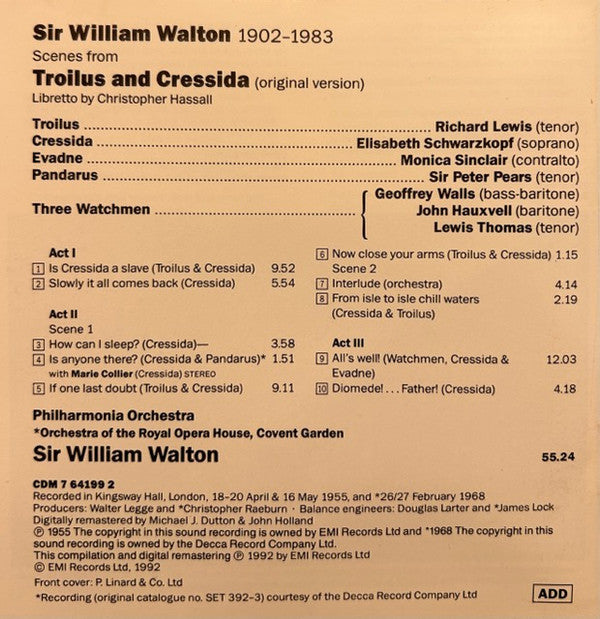 Sir William Walton 1902–1983
Scenes from
Troilus and Cressida (original version)
Libretto by Christopher Hassall
Troilus ........ Richard Lewis (tenor)
Cressida ........ Elisabeth Schwarzkopf (soprano)
Evadne ........ Monica Sinclair (contralto)
Pandarus ........ Sir Peter Pears (tenor)
Geoffrey Walls (bass-baritone)
Three Watchmen ........ John Hauxvell (baritone)
Lewis Thomas (tenor)
Act I
1 Is Cressida a slave (Troilus & Cressida) 9.52
2 Slowly it all comes back (Cressida) 5.54
Act II
Scene 1
3 How can I sleep? (Cressida)— 3.58
4 Is anyone there? (Cressida & Pandarus)* 1.51
with Marie Collier (Cressida) STEREO
5 If one last doubt (Troilus & Cressida) 9.11
6 Now close your arms (Troilus & Cressida) 1.15
Scene 2
7 Interlude (orchestra) 4.14
8 From isle to isle chill waters 2.19
(Cressida & Troilus)
Act III
9 All's well! (Watchmen, Cressida & 12.03
Evadne)
10 Diomede! . . . Father! (Cressida) 4.18
Philharmonia Orchestra
*Orchestra of the Royal Opera House, Covent Garden
Sir William Walton 55.24
CDM 7 64199 2
Recorded in Kingsway Hall, London, 18–20 April & 16 May 1955, and *26/27 February 1968
Producers: Walter Legge and *Christopher Raeburn · Balance engineers: Douglas Larter and *James Lock
Digitally remastered by Michael J. Dutton & John Holland
℗ 1955 The copyright in this sound recording is owned by EMI Records Ltd and *1968 The copyright in this
sound recording is owned by the Decca Record Company Ltd.
This compilation and digital remastering ℗ 1992 by EMI Records Ltd
© EMI Records Ltd, 1992
Front cover: P. Linard & Co. Ltd
*Recording (original catalogue no. SET 392–3) courtesy of the Decca Record Company Ltd
ADD